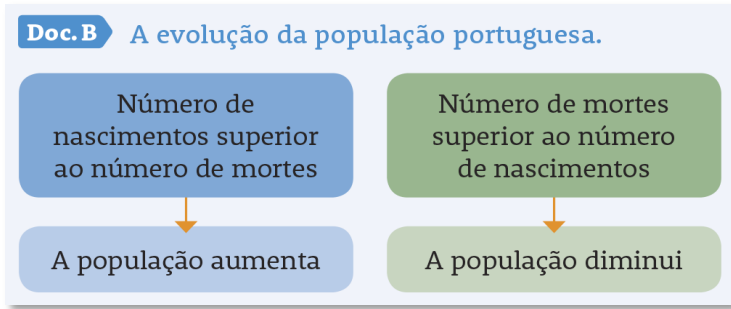 Doc. B A evolução da população portuguesa.
Número de
nascimentos superior
ao número de mortes
Número de mortes
superior ao número
de nascimentos
A população aumenta
A população diminui